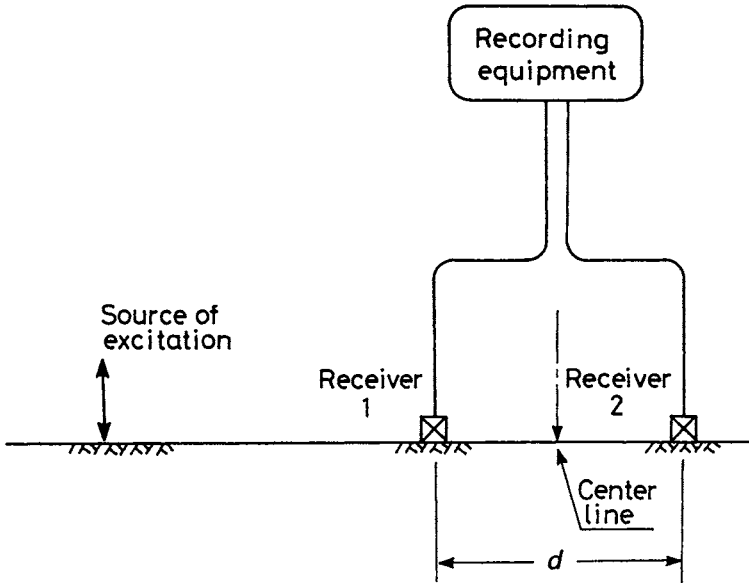 Recording
equipment
Source of
excitation
Receiver
1
Receiver
2
Center
line
d